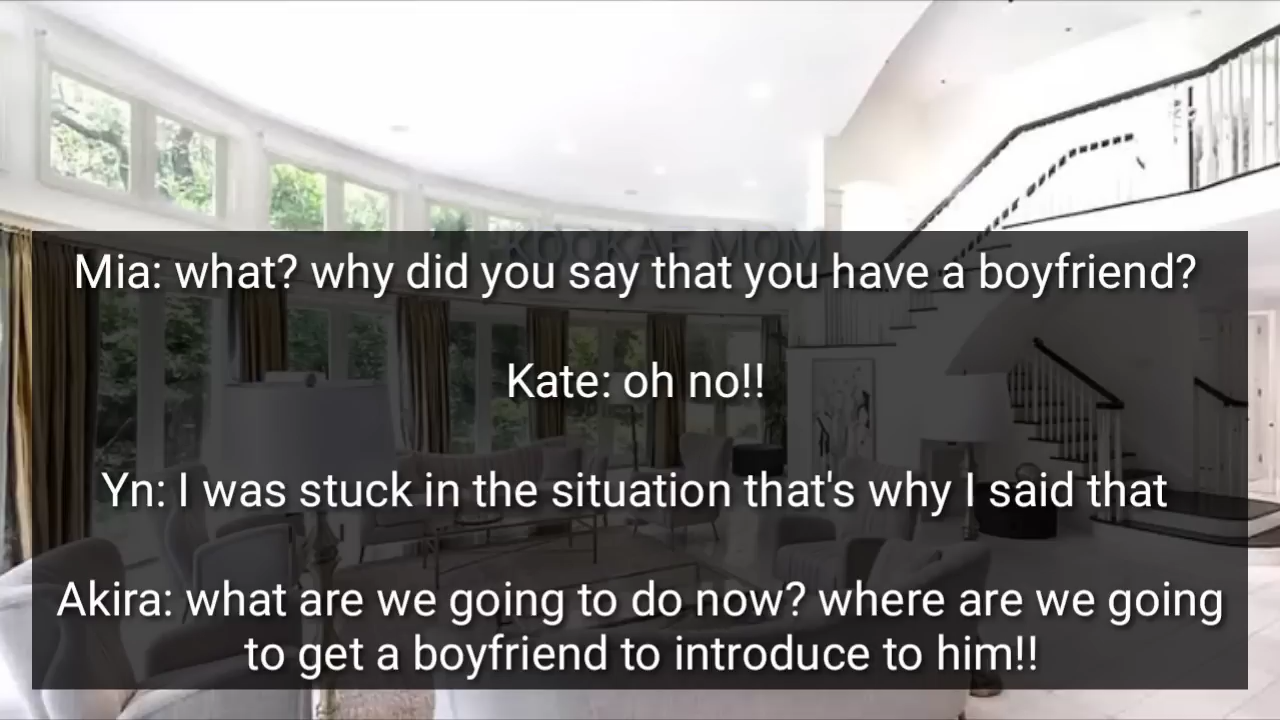 KOOKAE MOM
Mia: what? why did you say that you have a boyfriend?
Kate: oh no!!
Yn: I was stuck in the situation that's why I said that
Akira: what are we going to do now? where are we going
to get a boyfriend to introduce to him!!